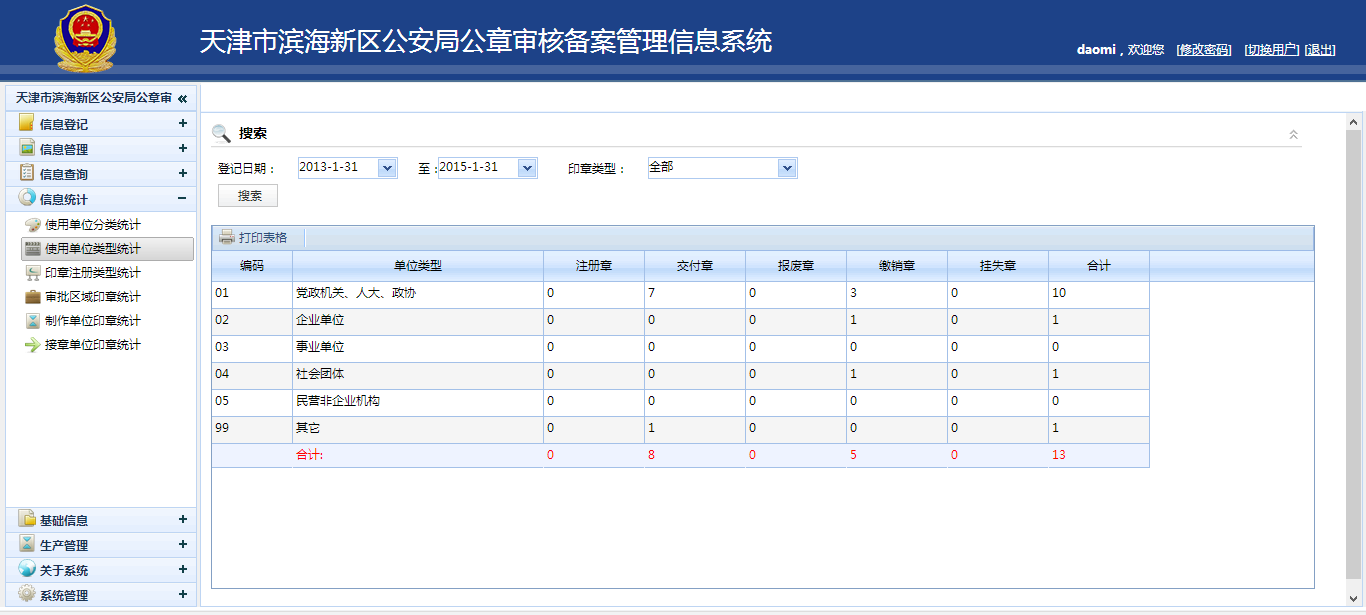 天津市滨海新区公安局公章审核备案管理信息系统
daomi，欢迎您 [修改密码] [切换用户] [退出]
天津市滨海新区公安局公章审 «
信息登记 +
信息管理 +
信息查询 +
信息统计 −
使用单位分类统计
使用单位类型统计
印章注册类型统计
审批区域印章统计
制作单位印章统计
接章单位印章统计
基础信息 +
生产管理 +
关于系统 +
系统管理 +
搜索
登记日期： 2013-1-31 至：2015-1-31 印章类型： 全部
搜索
打印表格
编码 单位类型 注册章 交付章 报废章 缴销章 挂失章 合计
01 党政机关、人大、政协 0 7 0 3 0 10
02 企业单位 0 0 0 1 0 1
03 事业单位 0 0 0 0 0 0
04 社会团体 0 0 0 1 0 1
05 民营非企业机构 0 0 0 0 0 0
99 其它 0 1 0 0 0 1
合计: 0 8 0 5 0 13